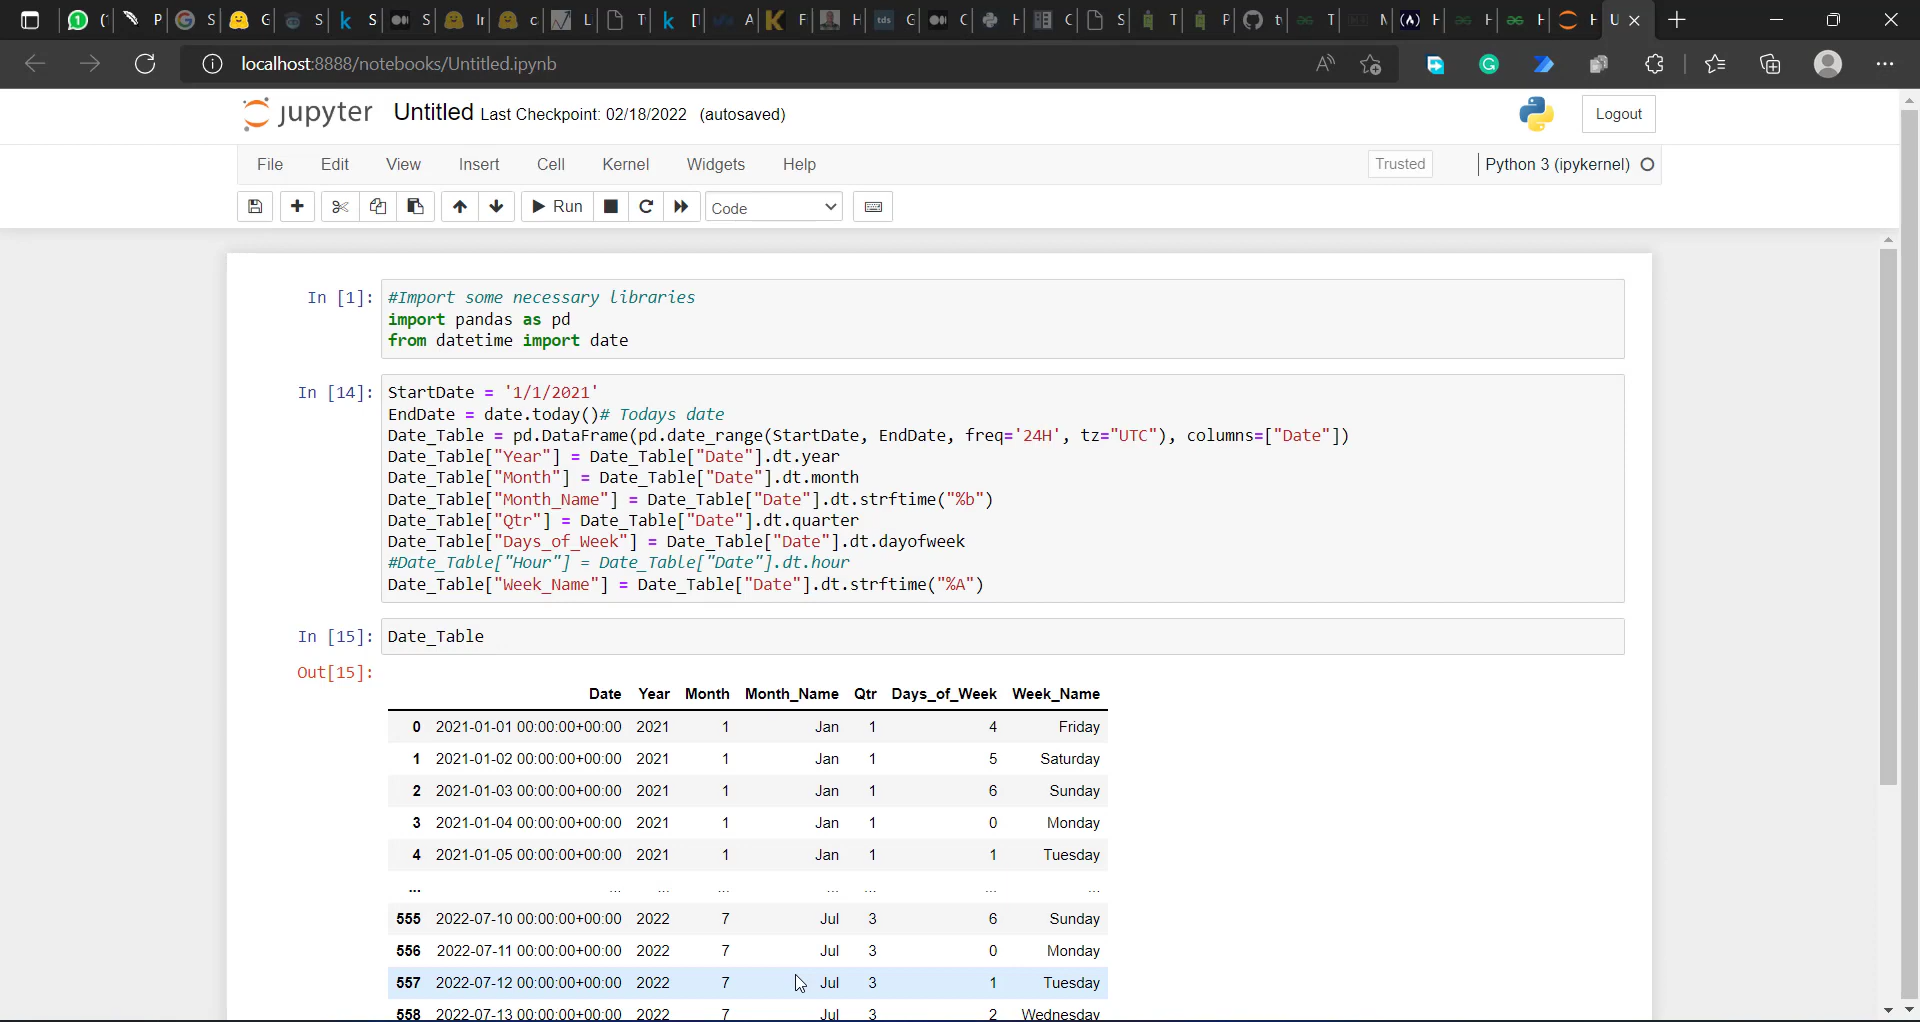 localhost:8888/notebooks/Untitled.ipynb
jupyter Untitled Last Checkpoint: 02/18/2022 (autosaved)
Logout
File Edit View Insert Cell Kernel Widgets Help
Trusted
Python 3 (ipykernel)
Run
Code
In [1]: #Import some necessary libraries
import pandas as pd
from datetime import date
In [14]: StartDate = '1/1/2021'
EndDate = date.today()# Todays date
Date_Table = pd.DataFrame(pd.date_range(StartDate, EndDate, freq='24H', tz="UTC"), columns=["Date"])
Date_Table["Year"] = Date_Table["Date"].dt.year
Date_Table["Month"] = Date_Table["Date"].dt.month
Date_Table["Month_Name"] = Date_Table["Date"].dt.strftime("%b")
Date_Table["Qtr"] = Date_Table["Date"].dt.quarter
Date_Table["Days_of_Week"] = Date_Table["Date"].dt.dayofweek
#Date_Table["Hour"] = Date_Table["Date"].dt.hour
Date_Table["Week_Name"] = Date_Table["Date"].dt.strftime("%A")
In [15]: Date_Table
Out[15]:
Date Year Month Month_Name Qtr Days_of_Week Week_Name
0 2021-01-01 00:00:00+00:00 2021 1 Jan 1 4 Friday
1 2021-01-02 00:00:00+00:00 2021 1 Jan 1 5 Saturday
2 2021-01-03 00:00:00+00:00 2021 1 Jan 1 6 Sunday
3 2021-01-04 00:00:00+00:00 2021 1 Jan 1 0 Monday
4 2021-01-05 00:00:00+00:00 2021 1 Jan 1 1 Tuesday
... ... ... ... ... ... ... ...
555 2022-07-10 00:00:00+00:00 2022 7 Jul 3 6 Sunday
556 2022-07-11 00:00:00+00:00 2022 7 Jul 3 0 Monday
557 2022-07-12 00:00:00+00:00 2022 7 Jul 3 1 Tuesday
558 2022-07-13 00:00:00+00:00 2022 7 Jul 3 2 Wednesday